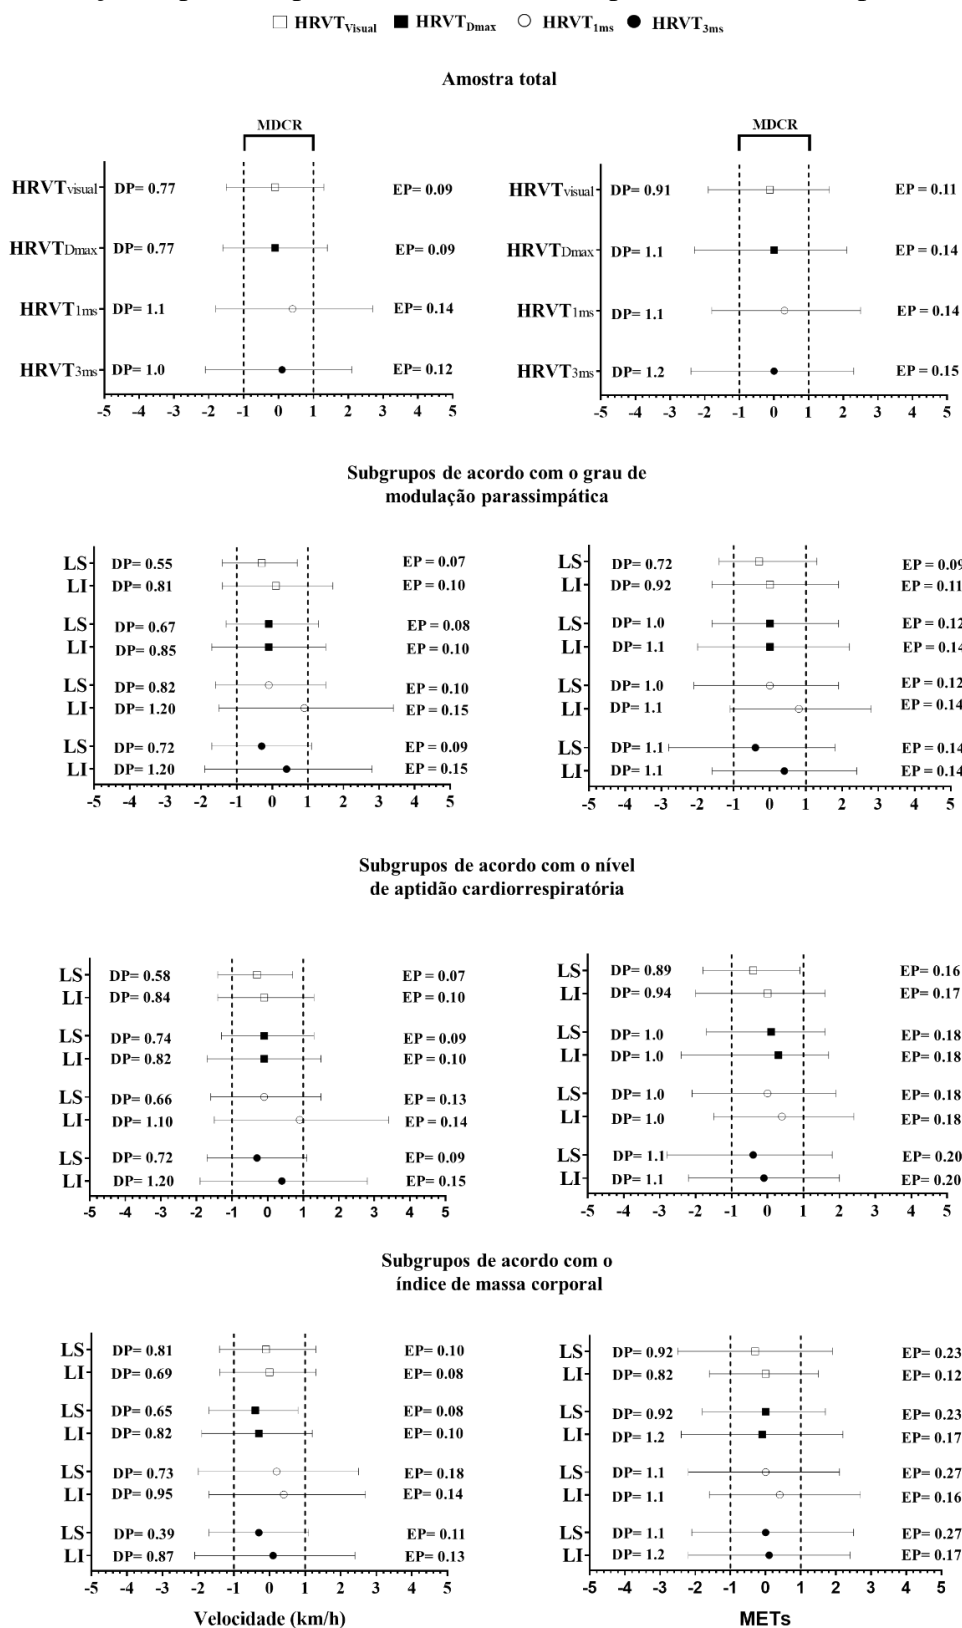 □ HRVTVisual ■ HRVTDmax ○ HRVT1ms ● HRVT3ms
Amostra total
MDCR
HRVTvisual DP= 0.77 EP= 0.09
HRVTDmax DP= 0.77 EP= 0.09
HRVT1ms DP= 1.1 EP= 0.14
HRVT3ms DP= 1.0 EP= 0.12
-5 -4 -3 -2 -1 0 1 2 3 4 5
MDCR
HRVTvisual DP= 0.91 EP = 0.11
HRVTDmax DP= 1.1 EP = 0.14
HRVT1ms DP= 1.1 EP = 0.14
HRVT3ms DP= 1.2 EP = 0.15
-5 -4 -3 -2 -1 0 1 2 3 4 5
Subgrupos de acordo com o grau de
modulação parassimpática
LS DP= 0.55 EP = 0.07
LI DP= 0.81 EP = 0.10
LS DP= 0.67 EP = 0.08
LI DP= 0.85 EP = 0.10
LS DP= 0.82 EP = 0.10
LI DP= 1.20 EP = 0.15
LS DP= 0.72 EP = 0.09
LI DP= 1.20 EP = 0.15
-5 -4 -3 -2 -1 0 1 2 3 4 5
LS DP= 0.72 EP = 0.09
LI DP= 0.92 EP = 0.11
LS DP= 1.0 EP = 0.12
LI DP= 1.1 EP = 0.14
LS DP= 1.0 EP = 0.12
LI DP= 1.1 EP = 0.14
LS DP= 1.1 EP = 0.14
LI DP= 1.1 EP = 0.14
-5 -4 -3 -2 -1 0 1 2 3 4 5
Subgrupos de acordo com o nível
de aptidão cardiorrespiratória
LS DP= 0.58 EP= 0.07
LI DP= 0.84 EP= 0.10
LS DP= 0.74 EP= 0.09
LI DP= 0.82 EP= 0.10
LS DP= 0.66 EP= 0.13
LI DP= 1.10 EP= 0.14
LS DP= 0.72 EP= 0.09
LI DP= 1.20 EP= 0.15
-5 -4 -3 -2 -1 0 1 2 3 4 5
LS DP= 0.89 EP= 0.16
LI DP= 0.94 EP= 0.17
LS DP= 1.0 EP= 0.18
LI DP= 1.0 EP= 0.18
LS DP= 1.0 EP= 0.18
LI DP= 1.0 EP= 0.18
LS DP= 1.1 EP= 0.20
LI DP= 1.1 EP= 0.20
-5 -4 -3 -2 -1 0 1 2 3 4 5
Subgrupos de acordo com o
índice de massa corporal
LS DP= 0.81 EP= 0.10
LI DP= 0.69 EP= 0.08
LS DP= 0.65 EP= 0.08
LI DP= 0.82 EP= 0.10
LS DP= 0.73 EP= 0.18
LI DP= 0.95 EP= 0.14
LS DP= 0.39 EP= 0.11
LI DP= 0.87 EP= 0.13
-5 -4 -3 -2 -1 0 1 2 3 4 5
Velocidade (km/h)
LS DP= 0.92 EP= 0.23
LI DP= 0.82 EP= 0.12
LS DP= 0.92 EP= 0.23
LI DP= 1.2 EP= 0.17
LS DP= 1.1 EP= 0.27
LI DP= 1.1 EP= 0.16
LS DP= 1.1 EP= 0.27
LI DP= 1.2 EP= 0.17
-5 -4 -3 -2 -1 0 1 2 3 4 5
METs